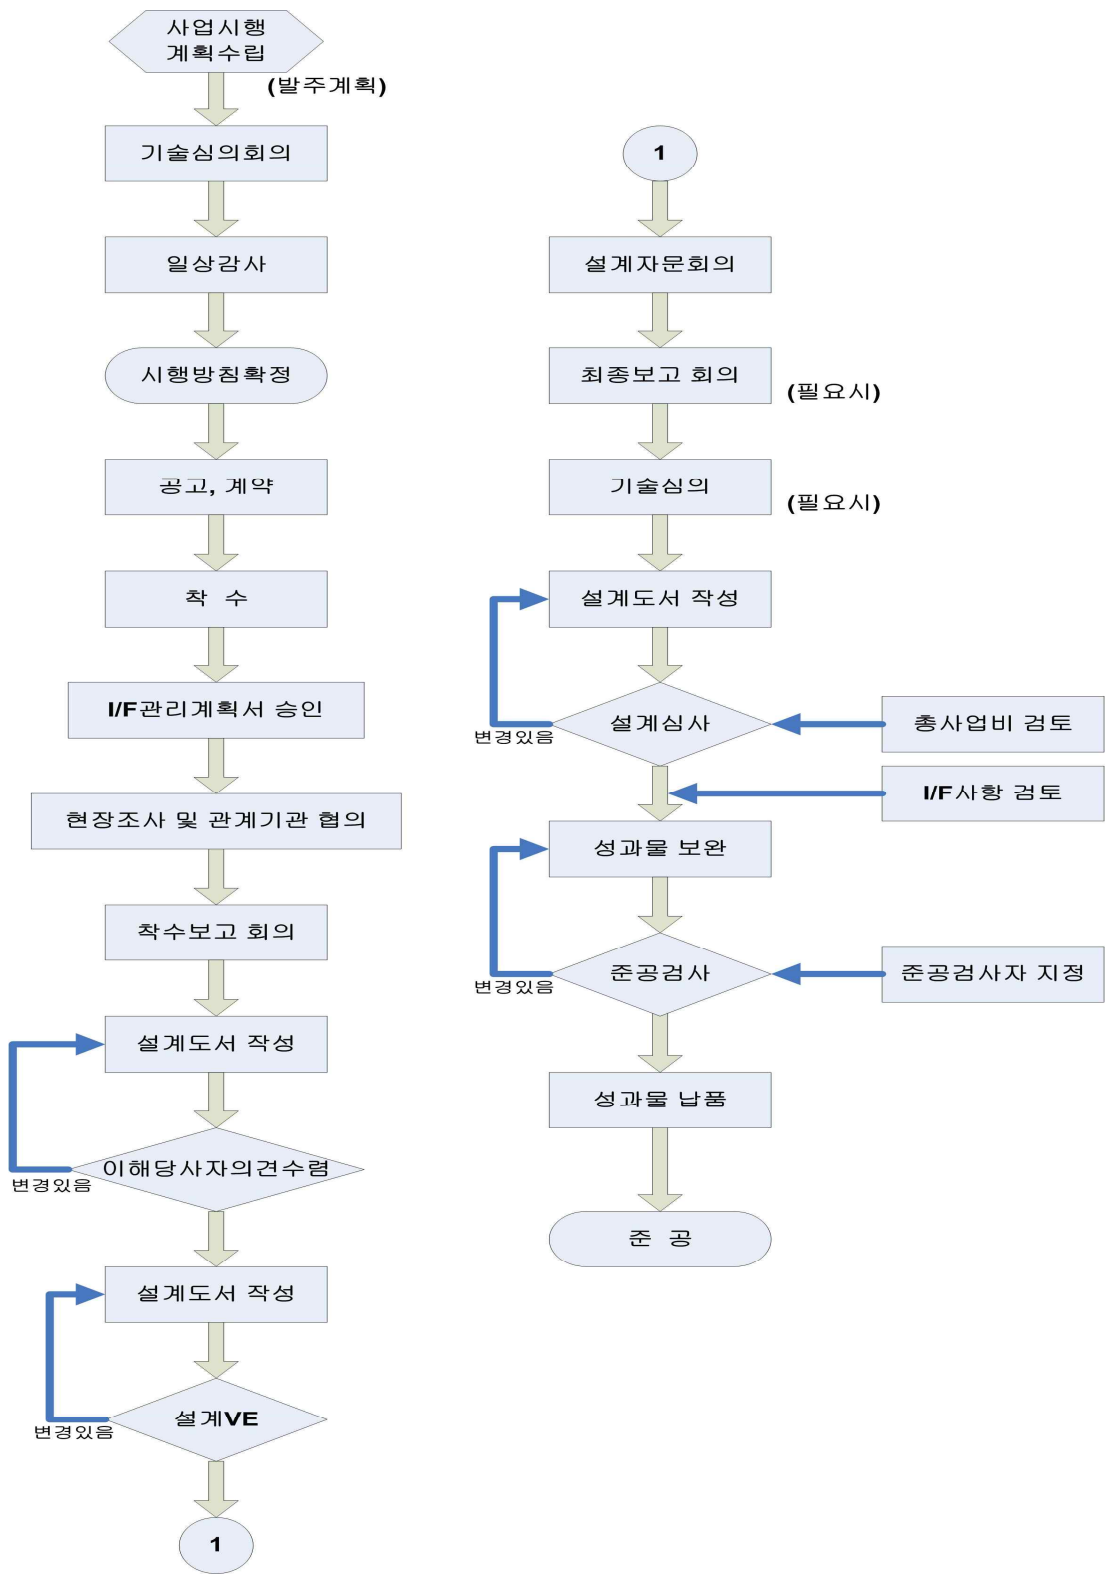 사업시행
계획수립
(발주계획)
기술심의회의
일상감사
시행방침확정
공고, 계약
착 수
I/F관리계획서 승인
현장조사 및 관계기관 협의
착수보고 회의
설계도서 작성
이해당사자의견수렴
변경있음
설계도서 작성
설계VE
변경있음
1
1
설계자문회의
최종보고 회의
(필요시)
기술심의
(필요시)
설계도서 작성
설계심사
변경있음
총사업비 검토
I/F사항 검토
성과물 보완
준공검사
변경있음
준공검사자 지정
성과물 납품
준 공